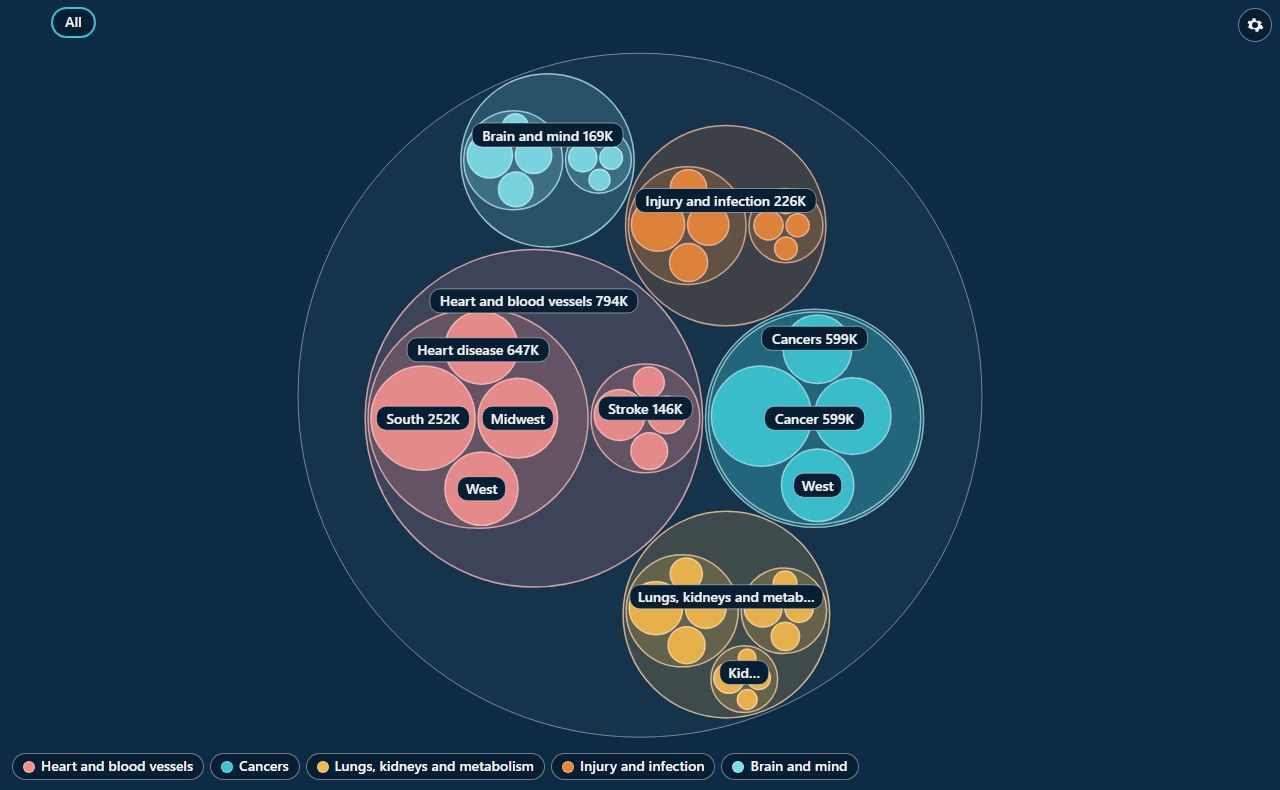 All
Brain and mind 169K
Injury and infection 226K
Heart and blood vessels 794K
Cancers 599K
Heart disease 647K
Stroke 146K
South 252K
Midwest
Cancer 599K
West
West
Lungs, kidneys and metab...
Kid...
Heart and blood vessels
Cancers
Lungs, kidneys and metabolism
Injury and infection
Brain and mind